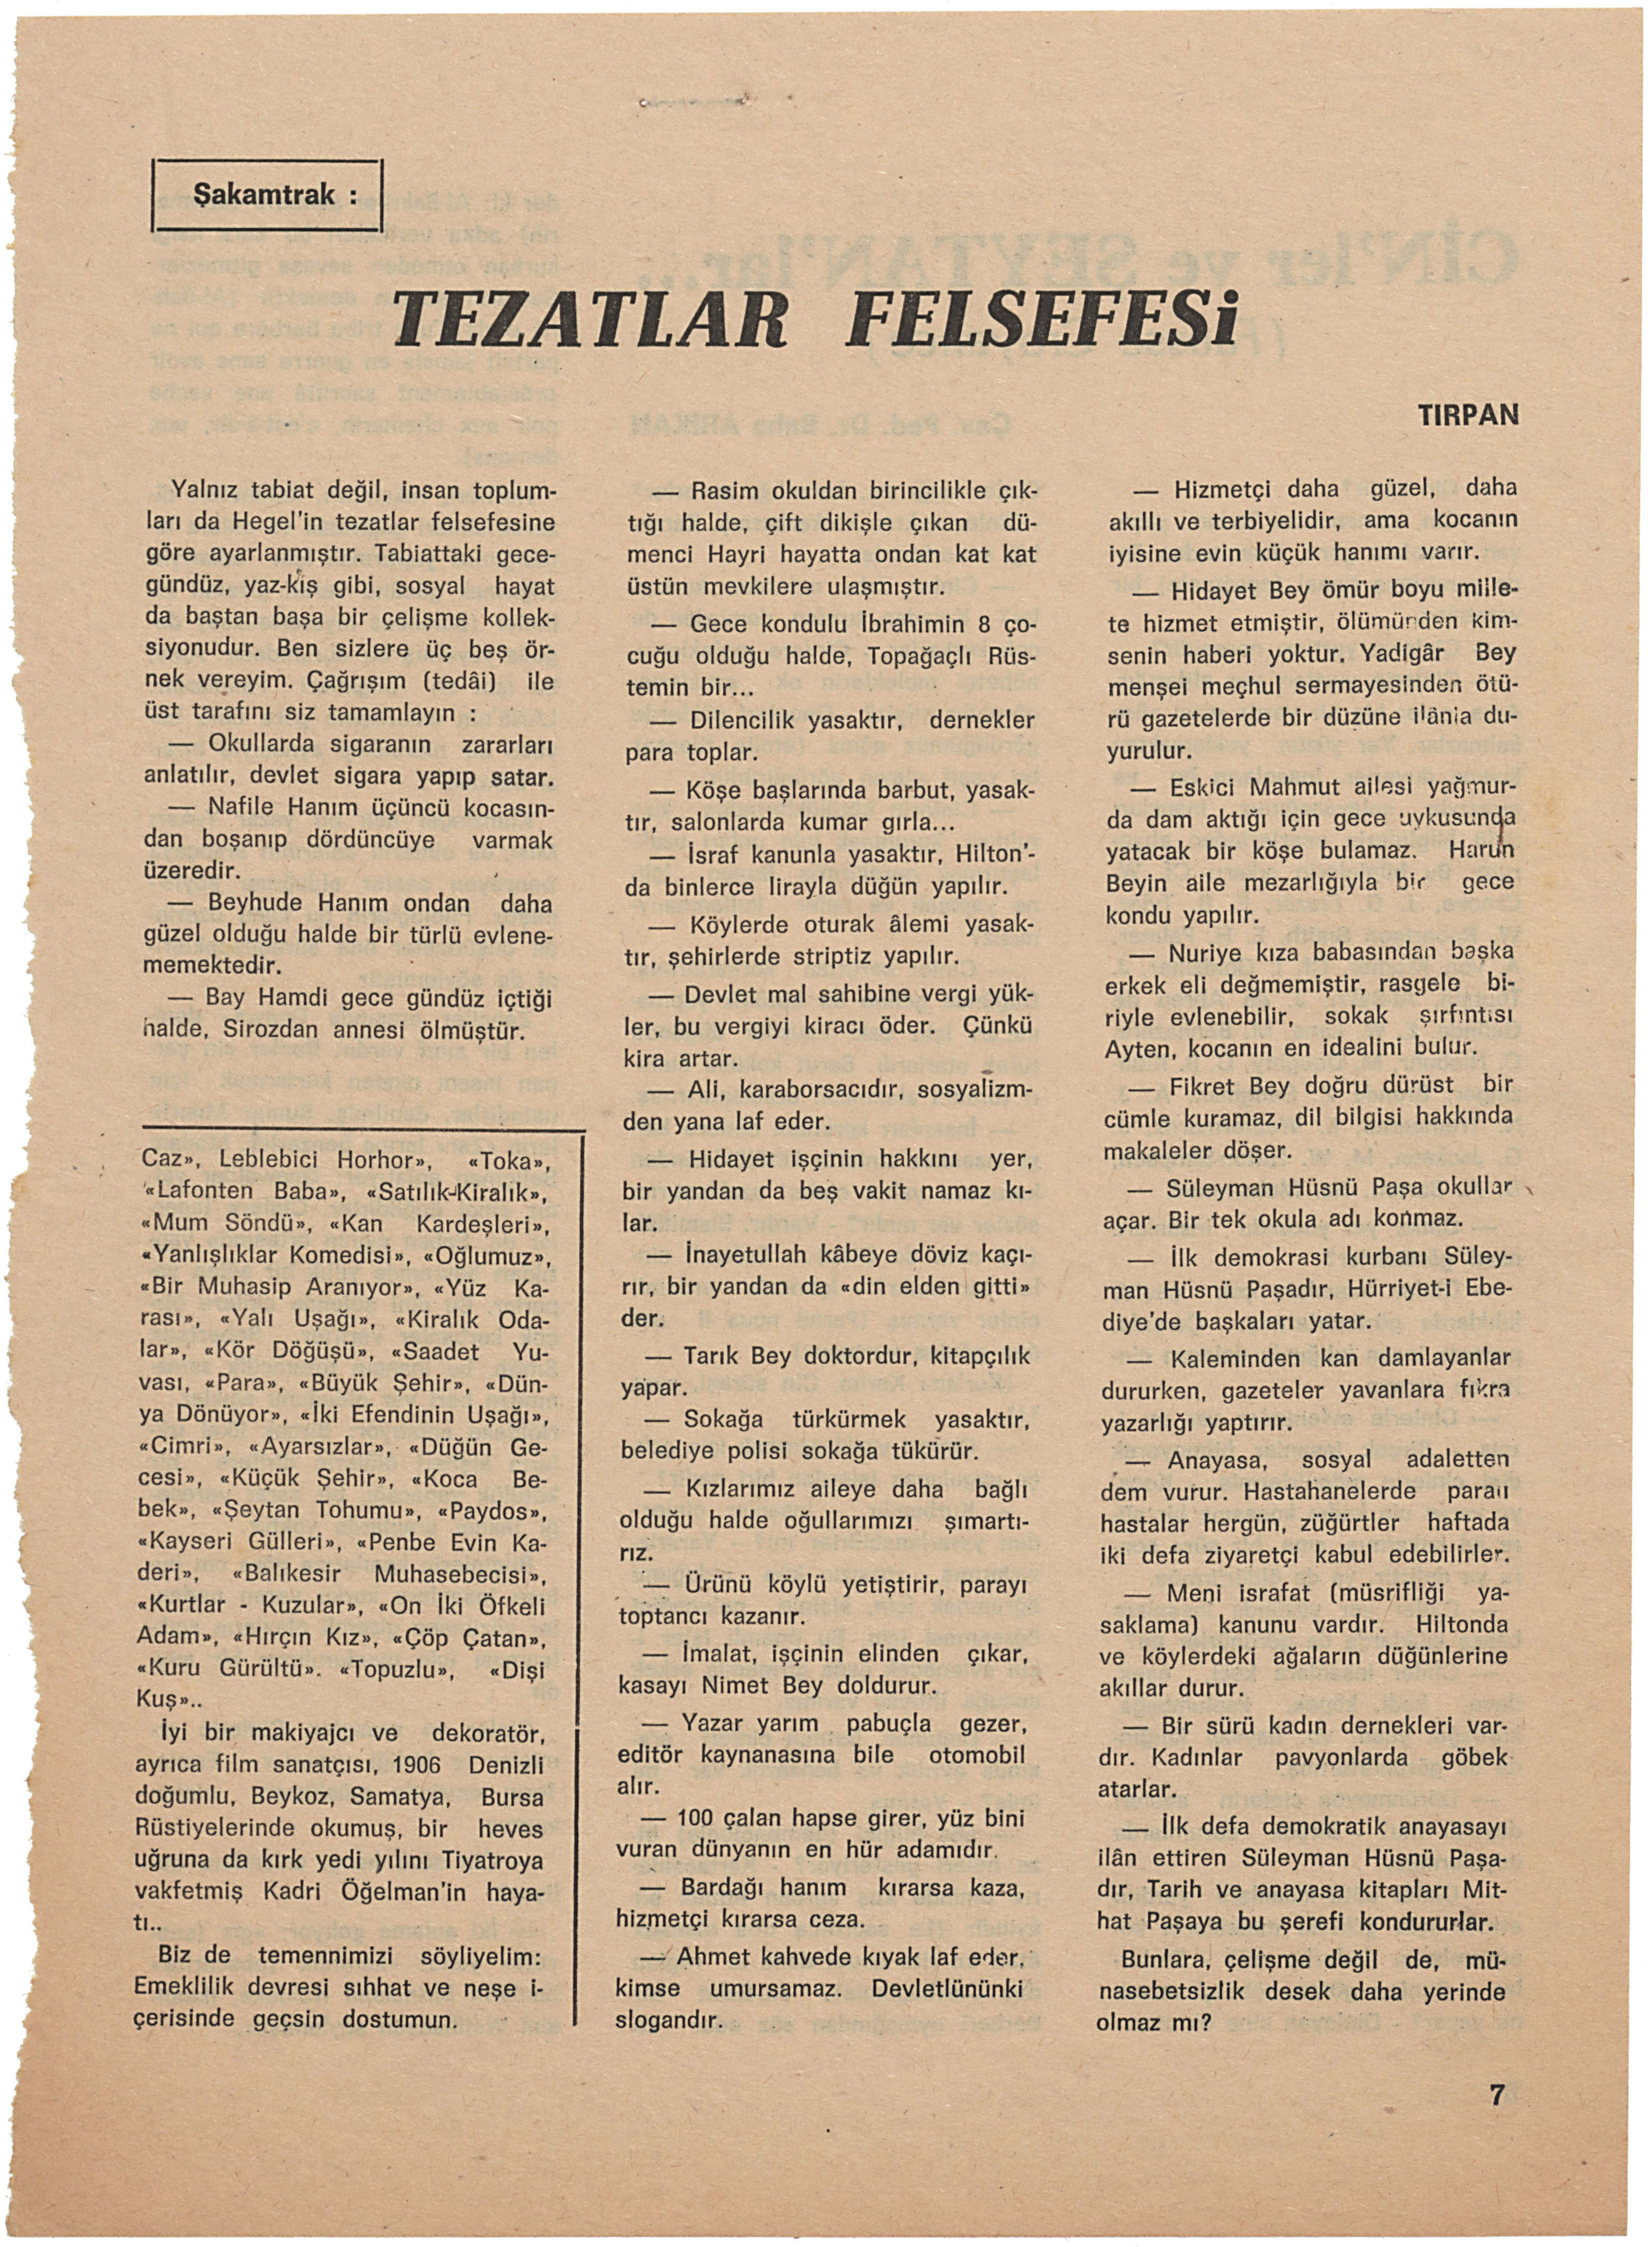 Şakamtrak :
TEZATLAR FELSEFESi
TIRPAN
Yalnız tabiat değil, insan toplum-
ları da Hegel'in tezatlar felsefesine
göre ayarlanmıştır. Tabiattaki gece-
gündüz, yaz-kış gibi, sosyal hayat
da baştan başa bir çelişme kollek-
siyonudur. Ben sizlere üç beş ör-
nek vereyim. Çağrışım (tedâi) ile
üst tarafını siz tamamlayın :
— Okullarda sigaranın zararları
anlatılır, devlet sigara yapıp satar.
— Nafile Hanım üçüncü kocasın-
dan boşanıp dördüncüye varmak
üzeredir.
— Beyhude Hanım ondan daha
güzel olduğu halde bir türlü evlene-
memektedir.
— Bay Hamdi gece gündüz içtiği
halde, Sirozdan annesi ölmüştür.
Caz», Leblebici Horhor», «Toka»,
«Lafonten Baba», «Satılık-Kiralık»,
«Mum Söndü», «Kan Kardeşleri»,
«Yanlışlıklar Komedisi», «Oğlumuz»,
«Bir Muhasip Aranıyor», «Yüz Ka-
rası», «Yalı Uşağı», «Kiralık Oda-
lar», «Kör Döğüşü», «Saadet Yu-
vası, «Para», «Büyük Şehir», «Dün-
ya Dönüyor», «İki Efendinin Uşağı»,
«Cimri», «Ayarsızlar», «Düğün Ge-
cesi», «Küçük Şehir», «Koca Be-
bek», «Şeytan Tohumu», «Paydos»,
«Kayseri Gülleri», «Penbe Evin Ka-
deri», «Balıkesir Muhasebecisi»,
«Kurtlar - Kuzular», «On İki Öfkeli
Adam», «Hırçın Kız», «Çöp Çatan»,
«Kuru Gürültü». «Topuzlu», «Dişi
Kuş»..
İyi bir makiyajcı ve dekoratör,
ayrıca film sanatçısı, 1906 Denizli
doğumlu, Beykoz, Samatya, Bursa
Rüstiyelerinde okumuş, bir heves
uğruna da kırk yedi yılını Tiyatroya
vakfetmiş Kadri Öğelman'in haya-
tı..
Biz de temennimizi söyliyelim:
Emeklilik devresi sıhhat ve neşe i-
çerisinde geçsin dostumun.
— Rasim okuldan birincilikle çık-
tığı halde, çift dikişle çıkan dü-
menci Hayri hayatta ondan kat kat
üstün mevkilere ulaşmıştır.
— Gece kondulu İbrahimin 8 ço-
cuğu olduğu halde, Topağaçlı Rüs-
temin bir...
— Dilencilik yasaktır, dernekler
para toplar.
— Köşe başlarında barbut, yasak-
tır, salonlarda kumar gırla...
— İsraf kanunla yasaktır, Hilton'-
da binlerce lirayla düğün yapılır.
— Köylerde oturak âlemi yasak-
tır, şehirlerde striptiz yapılır.
— Devlet mal sahibine vergi yük-
ler, bu vergiyi kiracı öder. Çünkü
kira artar.
— Ali, karaborsacıdır, sosyalizm-
den yana laf eder.
— Hidayet işçinin hakkını yer,
bir yandan da beş vakit namaz kı-
lar.
— İnayetullah kâbeye döviz kaçı-
rır, bir yandan da «din elden gitti»
der.
— Tarık Bey doktordur, kitapçılık
yapar.
— Sokağa türkürmek yasaktır,
belediye polisi sokağa tükürür.
— Kızlarımız aileye daha bağlı
olduğu halde oğullarımızı şımartı-
rız.
— Ürünü köylü yetiştirir, parayı
toptancı kazanır.
— İmalat, işçinin elinden çıkar,
kasayı Nimet Bey doldurur.
— Yazar yarım pabuçla gezer,
editör kaynanasına bile otomobil
alır.
— 100 çalan hapse girer, yüz bini
vuran dünyanın en hür adamıdır.
— Bardağı hanım kırarsa kaza,
hizmetçi kırarsa ceza.
— Ahmet kahvede kıyak laf eder,
kimse umursamaz. Devletlününki
slogandır.
— Hizmetçi daha güzel, daha
akıllı ve terbiyelidir, ama kocanın
iyisine evin küçük hanımı varır.
— Hidayet Bey ömür boyu mille-
te hizmet etmiştir, ölümünden kim-
senin haberi yoktur. Yadigâr Bey
menşei meçhul sermayesinden ötü-
rü gazetelerde bir düzüne ilânla du-
yurulur.
— Eskici Mahmut ailesi yağmur-
da dam aktığı için gece uykusunda
yatacak bir köşe bulamaz. Harun
Beyin aile mezarlığıyla bir gece
kondu yapılır.
— Nuriye kıza babasından başka
erkek eli değmemiştir, rasgele bi-
riyle evlenebilir, sokak şırfıntısı
Ayten, kocanın en idealini bulur.
— Fikret Bey doğru dürüst bir
cümle kuramaz, dil bilgisi hakkında
makaleler döşer.
— Süleyman Hüsnü Paşa okullar
açar. Bir tek okula adı konmaz.
— İlk demokrasi kurbanı Süley-
man Hüsnü Paşadır, Hürriyet-i Ebe-
diye'de başkaları yatar.
— Kaleminden kan damlayanlar
dururken, gazeteler yavanlara fıkra
yazarlığı yaptırır.
— Anayasa, sosyal adaletten
dem vurur. Hastahanelerde paralı
hastalar hergün, züğürtler haftada
iki defa ziyaretçi kabul edebilirler.
— Meni israfat (müsrifliği ya-
saklama) kanunu vardır. Hiltonda
ve köylerdeki ağaların düğünlerine
akıllar durur.
— Bir sürü kadın dernekleri var-
dır. Kadınlar pavyonlarda göbek
atarlar.
— İlk defa demokratik anayasayı
ilân ettiren Süleyman Hüsnü Paşa-
dır, Tarih ve anayasa kitapları Mit-
hat Paşaya bu şerefi kondururlar.
Bunlara, çelişme değil de, mü-
nasebetsizlik desek daha yerinde
olmaz mı?
7